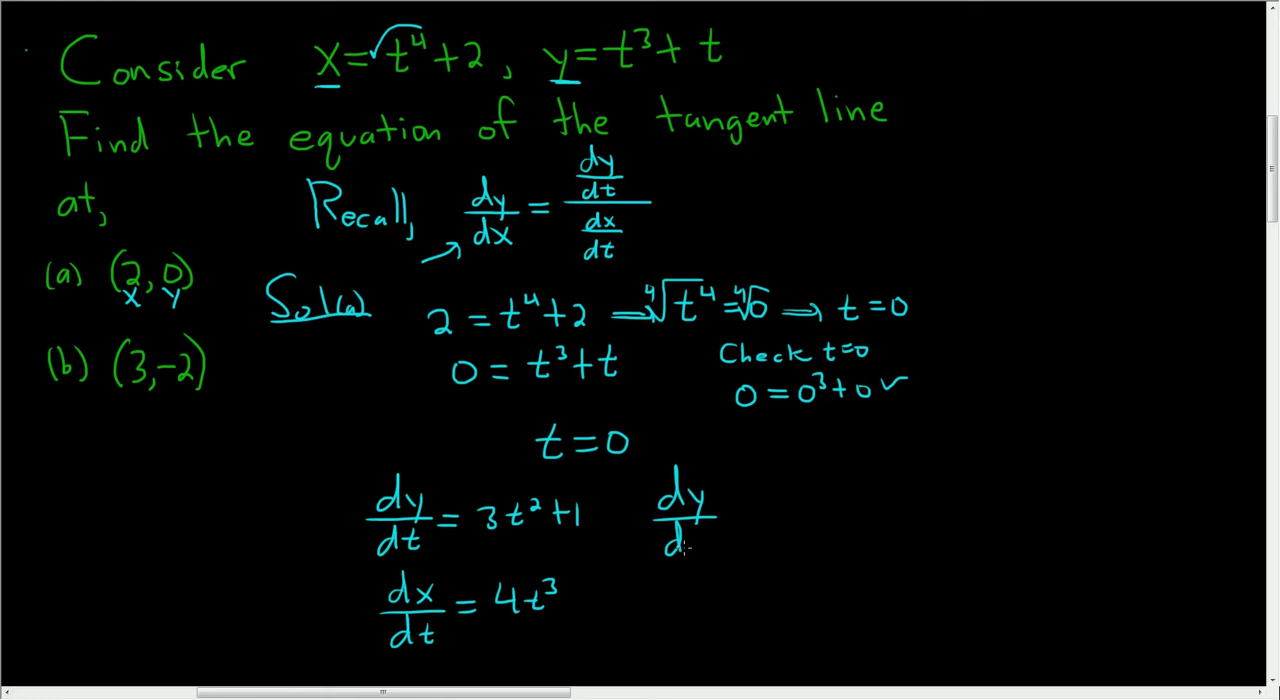 Consider x = t⁴ + 2, y = t³ + t
Find the equation of the tangent line
at,
Recall, dy/dx = (dy/dt)/(dx/dt)
(a) (2, 0)
x y
Sol(a)
2 = t⁴ + 2 → ⁴√t⁴ = ⁴√0 → t = 0
0 = t³ + t
Check t=0
0 = 0³ + 0 ✓
(b) (3, -2)
t = 0
dy/dt = 3t² + 1
dy/d
dx/dt = 4t³